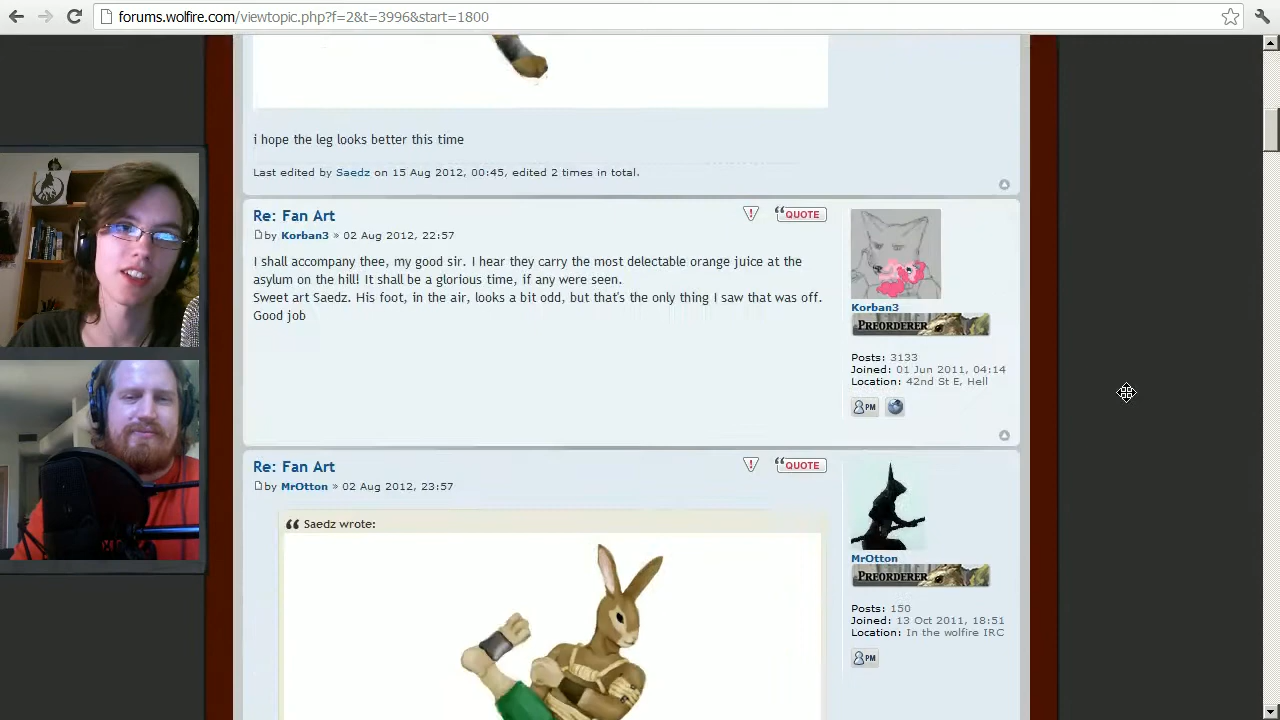 forums.wolfire.com/viewtopic.php?f=2&t=3996&start=1800
i hope the leg looks better this time
Last edited by Saedz on 15 Aug 2012, 00:45, edited 2 times in total.
Re: Fan Art
QUOTE
by Korban3 » 02 Aug 2012, 22:57
I shall accompany thee, my good sir. I hear they carry the most delectable orange juice at the
asylum on the hill! It shall be a glorious time, if any were seen.
Sweet art Saedz. His foot, in the air, looks a bit odd, but that's the only thing I saw that was off.
Good job
Korban3
PREORDERER
Posts: 3133
Joined: 01 Jun 2011, 04:14
Location: 42nd St E, Hell
PM
Re: Fan Art
QUOTE
by MrOtton » 02 Aug 2012, 23:57
Saedz wrote:
MrOtton
PREORDERER
Posts: 150
Joined: 13 Oct 2011, 18:51
Location: In the wolfire IRC
PM